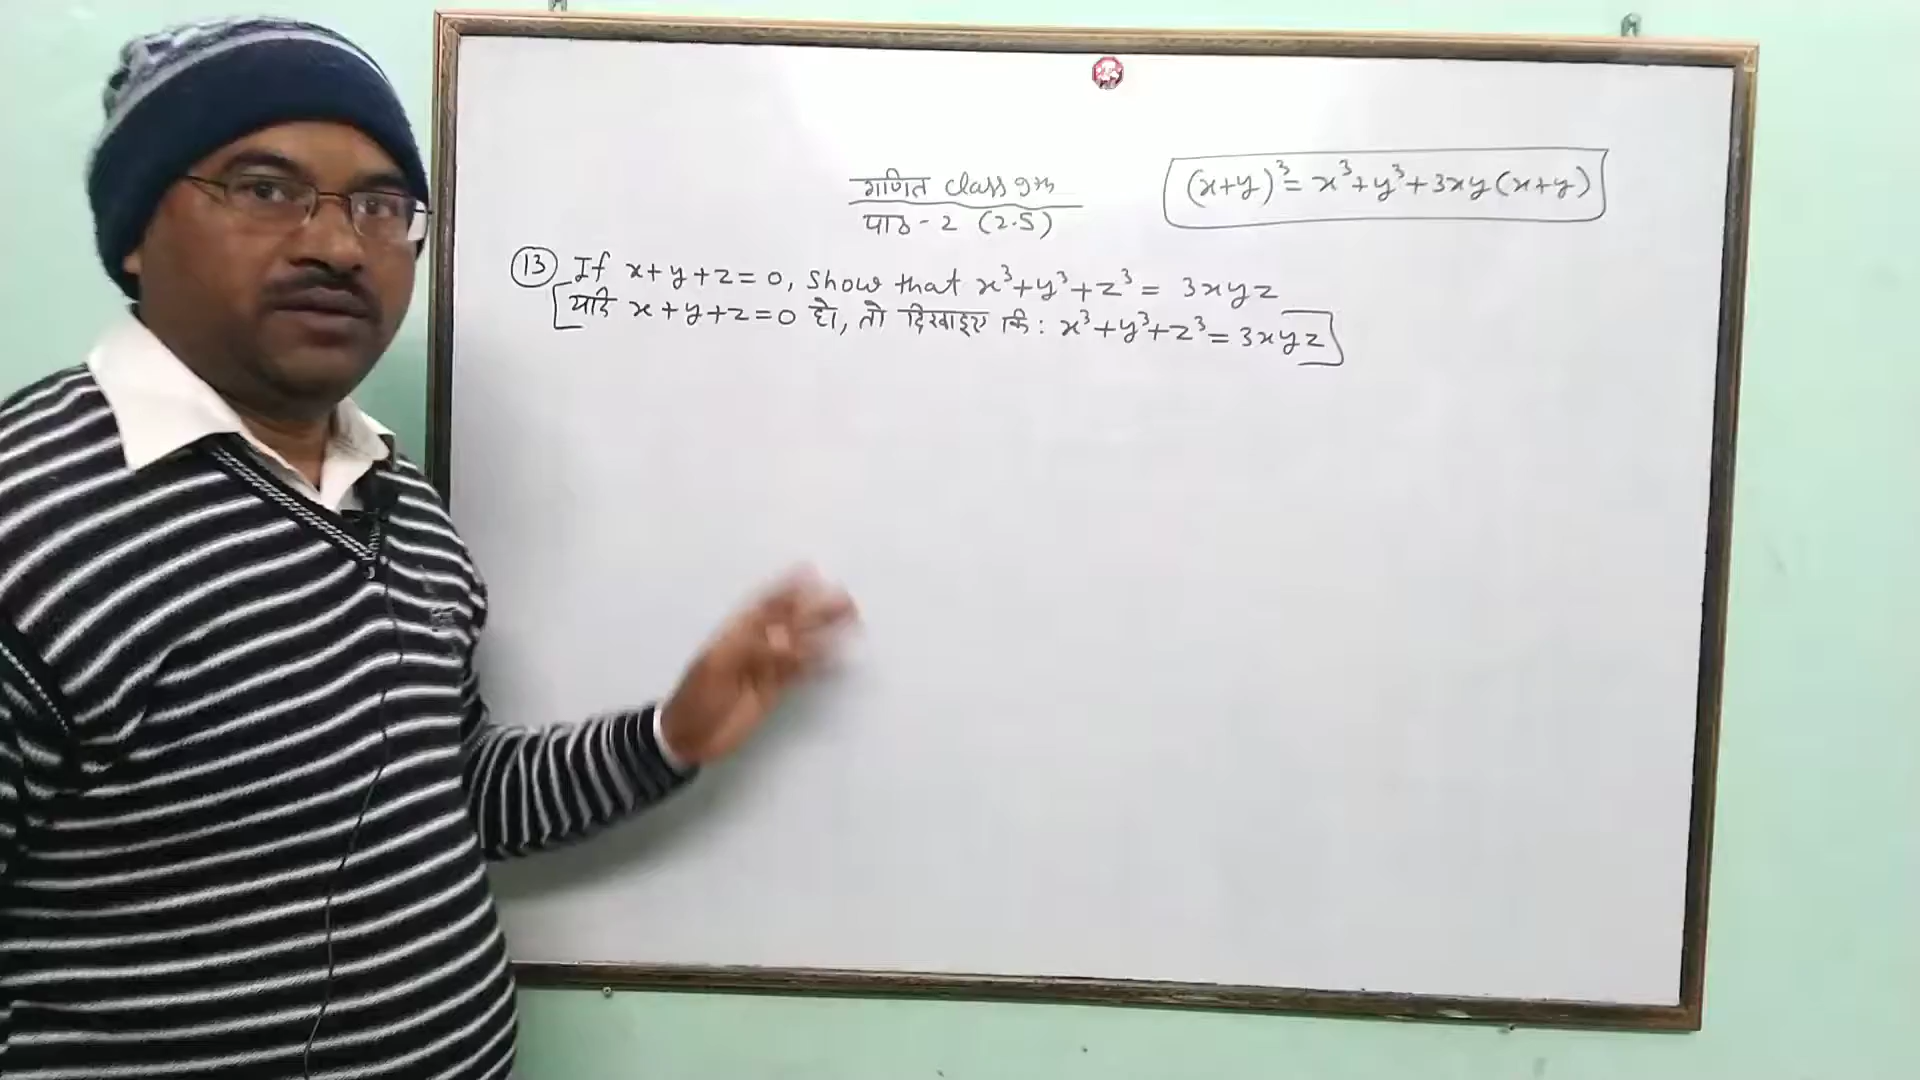 गणित class 9th
पाठ - 2 (2.5)
(x+y)³ = x³+y³+3xy(x+y)
13 If x+y+z=0, Show that x³+y³+z³ = 3xyz
[यदि x+y+z=0 हो, तो दिखाइए कि: x³+y³+z³ = 3xyz]